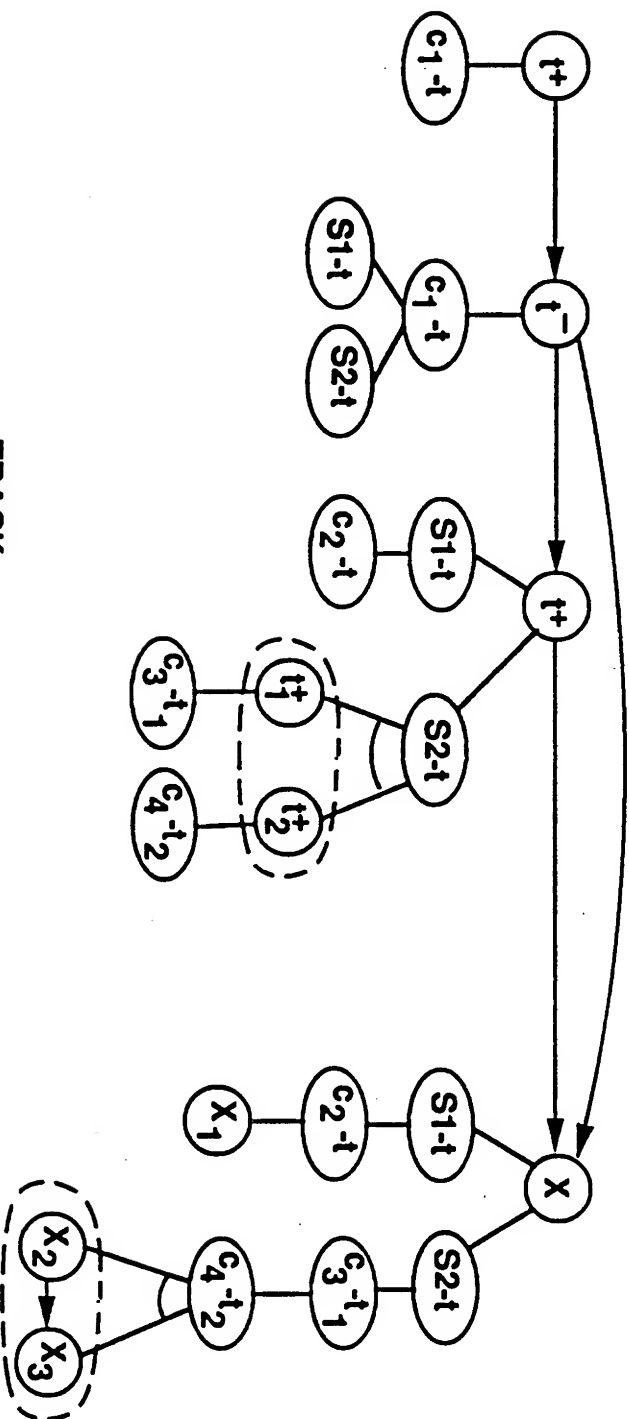 t+ t− t+ X
c₁-t c₁-t S1-t S2-t S1-t S2-t
S1-t S2-t c₂-t c₂-t c₃-t₁
t₁+ t₂+
X₁ c₄-t₂
c₃-t₁ c₄-t₂
X₂ X₃